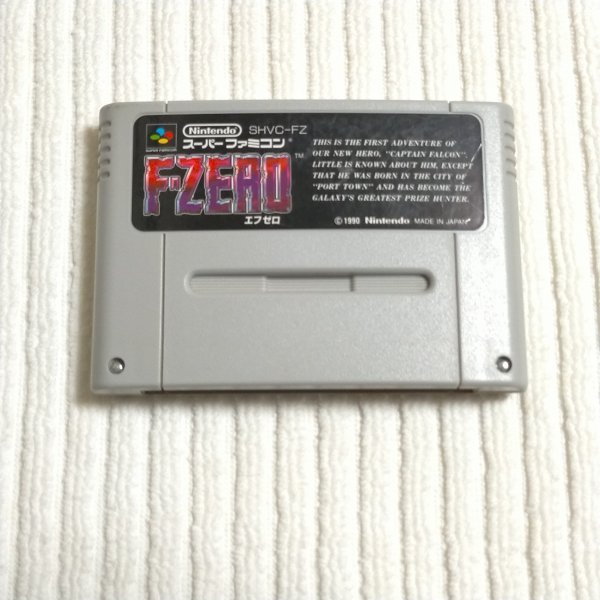 Nintendo SHVC-FZ
スーパーファミコン
F-ZERO™
エフゼロ
THIS IS THE FIRST ADVENTURE OF
OUR NEW HERO, "CAPTAIN FALCON".
LITTLE IS KNOWN ABOUT HIM, EXCEPT
THAT HE WAS BORN IN THE CITY OF
"PORT TOWN" AND HAS BECOME THE
GALAXY'S GREATEST PRIZE HUNTER.
©1990 Nintendo MADE IN JAPAN